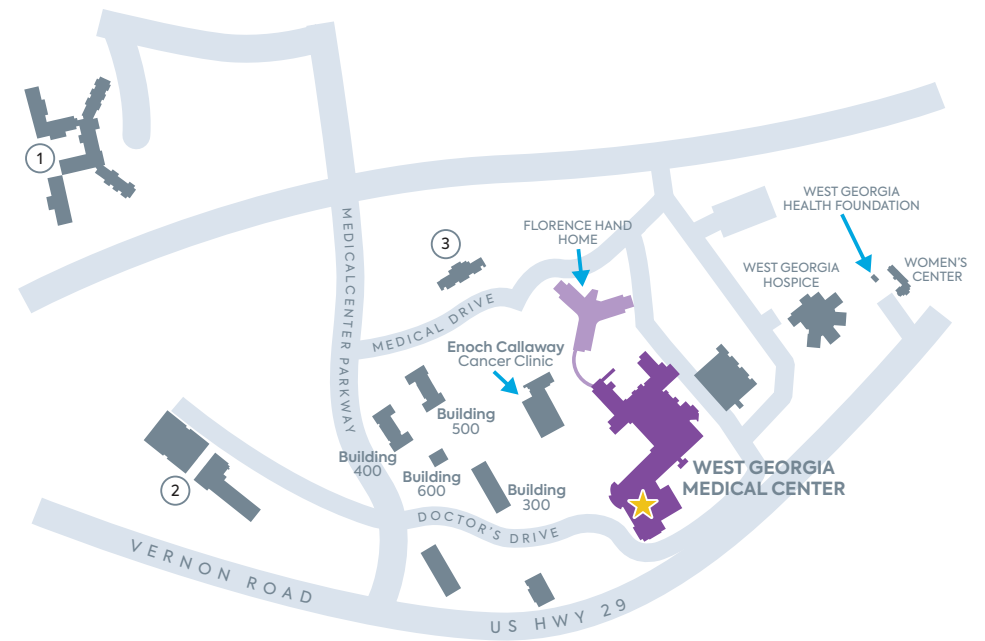 1
WEST GEORGIA
HEALTH FOUNDATION
MEDICALCENTER PARKWAY
FLORENCE HAND
HOME
3
WEST GEORGIA
HOSPICE
WOMEN'S
CENTER
MEDICAL DRIVE
Enoch Callaway
Cancer Clinic
Building
500
Building
400
Building
600
Building
300
WEST GEORGIA
MEDICAL CENTER
2
DOCTOR'S DRIVE
VERNON ROAD
US HWY 29